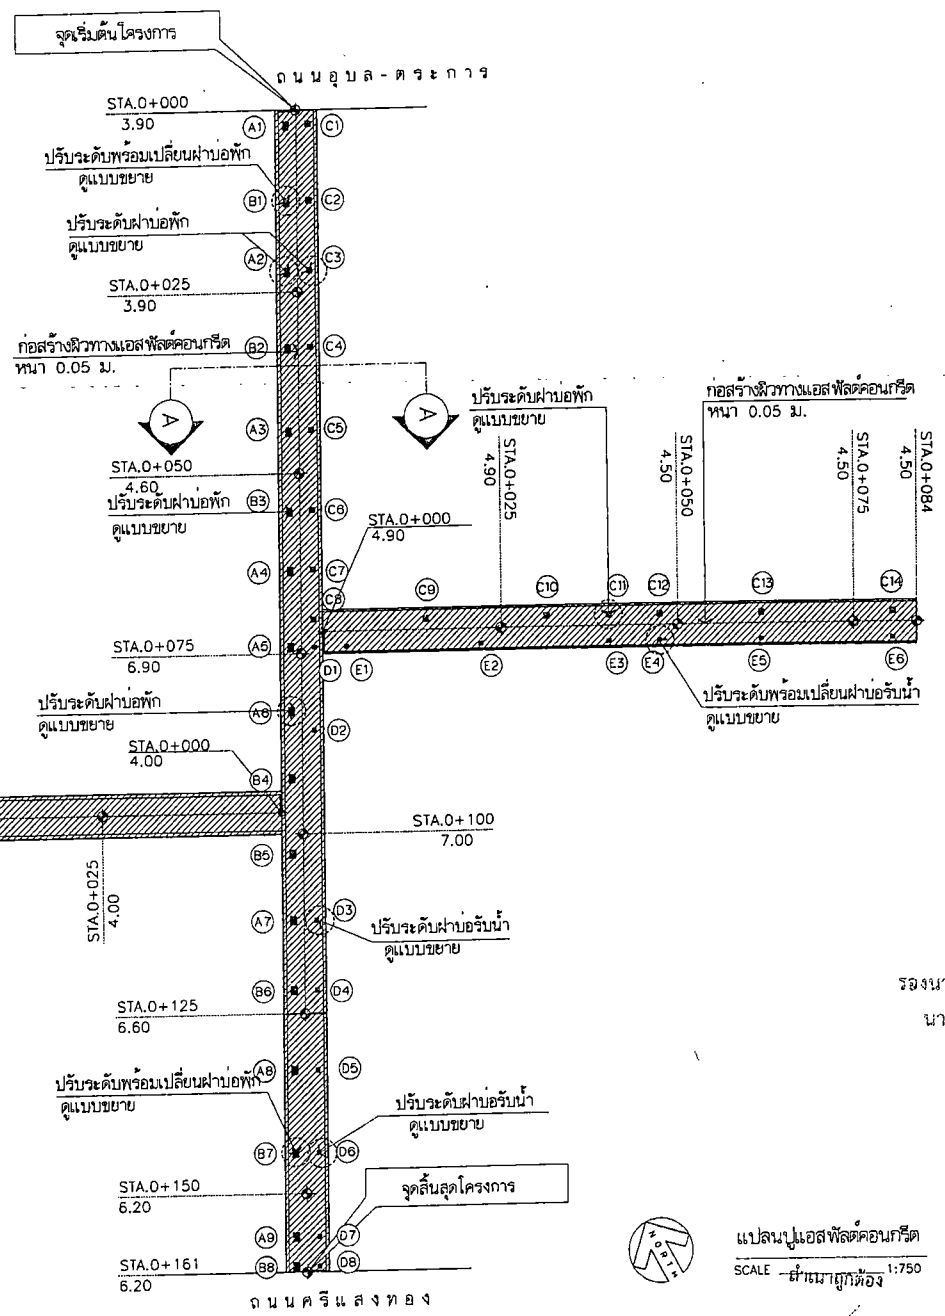 จุดเริ่มต้นโครงการ
ถนนอุบล-ตระการ
STA.0+000
3.90
A1
C1
ปรับระดับพร้อมเปลี่ยนฝาบ่อพัก
ดูแบบขยาย
B1
C2
ปรับระดับฝาบ่อพัก
ดูแบบขยาย
A2
C3
STA.0+025
3.90
ก่อสร้างผิวทางแอสฟัลต์คอนกรีต
หนา 0.05 ม.
B2
C4
A
A
ปรับระดับฝาบ่อพัก
ดูแบบขยาย
ก่อสร้างผิวทางแอสฟัลต์คอนกรีต
หนา 0.05 ม.
A3
C5
STA.0+050
4.60
STA.0+025
4.90
STA.0+050
4.50
STA.0+075
4.50
STA.0+084
4.50
ปรับระดับฝาบ่อพัก
ดูแบบขยาย
B3
C6
STA.0+000
4.90
A4
C7
C8
C9
C10
C11
C12
C13
C14
STA.0+075
6.90
A5
D1
E1
E2
E3
E4
E5
E6
ปรับระดับฝาบ่อพัก
ดูแบบขยาย
A6
D2
ปรับระดับพร้อมเปลี่ยนฝาบ่อรับน้ำ
ดูแบบขยาย
STA.0+000
4.00
B4
STA.0+100
7.00
B5
STA.0+025
4.00
A7
D3
ปรับระดับฝาบ่อรับน้ำ
ดูแบบขยาย
B6
D4
STA.0+125
6.60
รองน
นา
A8
D5
ปรับระดับพร้อมเปลี่ยนฝาบ่อพัก
ดูแบบขยาย
ปรับระดับฝาบ่อรับน้ำ
ดูแบบขยาย
B7
D6
STA.0+150
6.20
จุดสิ้นสุดโครงการ
A9
D7
STA.0+161
6.20
B8
D8
ถนนศรีแสงทอง
NORTH
แปลนปูแอสฟัลต์คอนกรีต
SCALE 1:750
สำเนาถูกต้อง